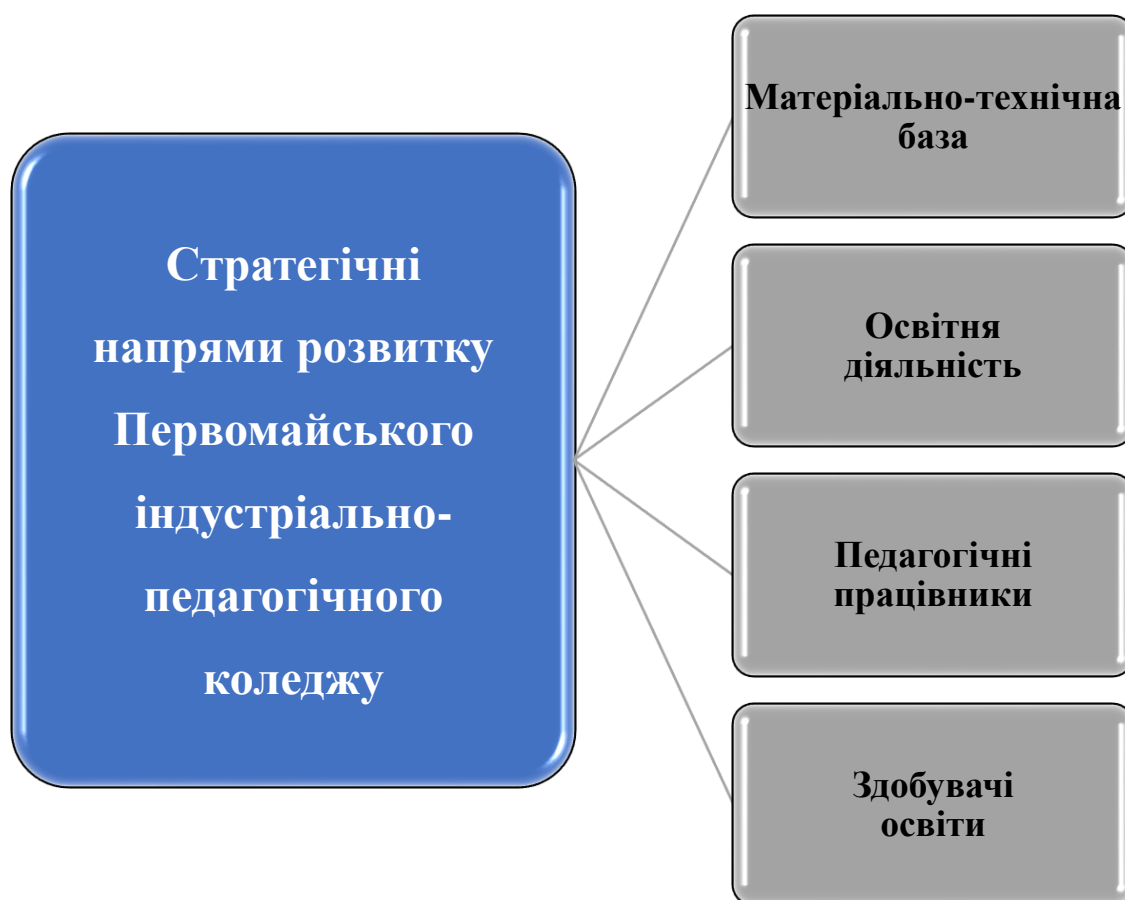 Стратегічні
напрями розвитку
Первомайського
індустріально-
педагогічного
коледжу
Матеріально-технічна
база
Освітня
діяльність
Педагогічні
працівники
Здобувачі
освіти